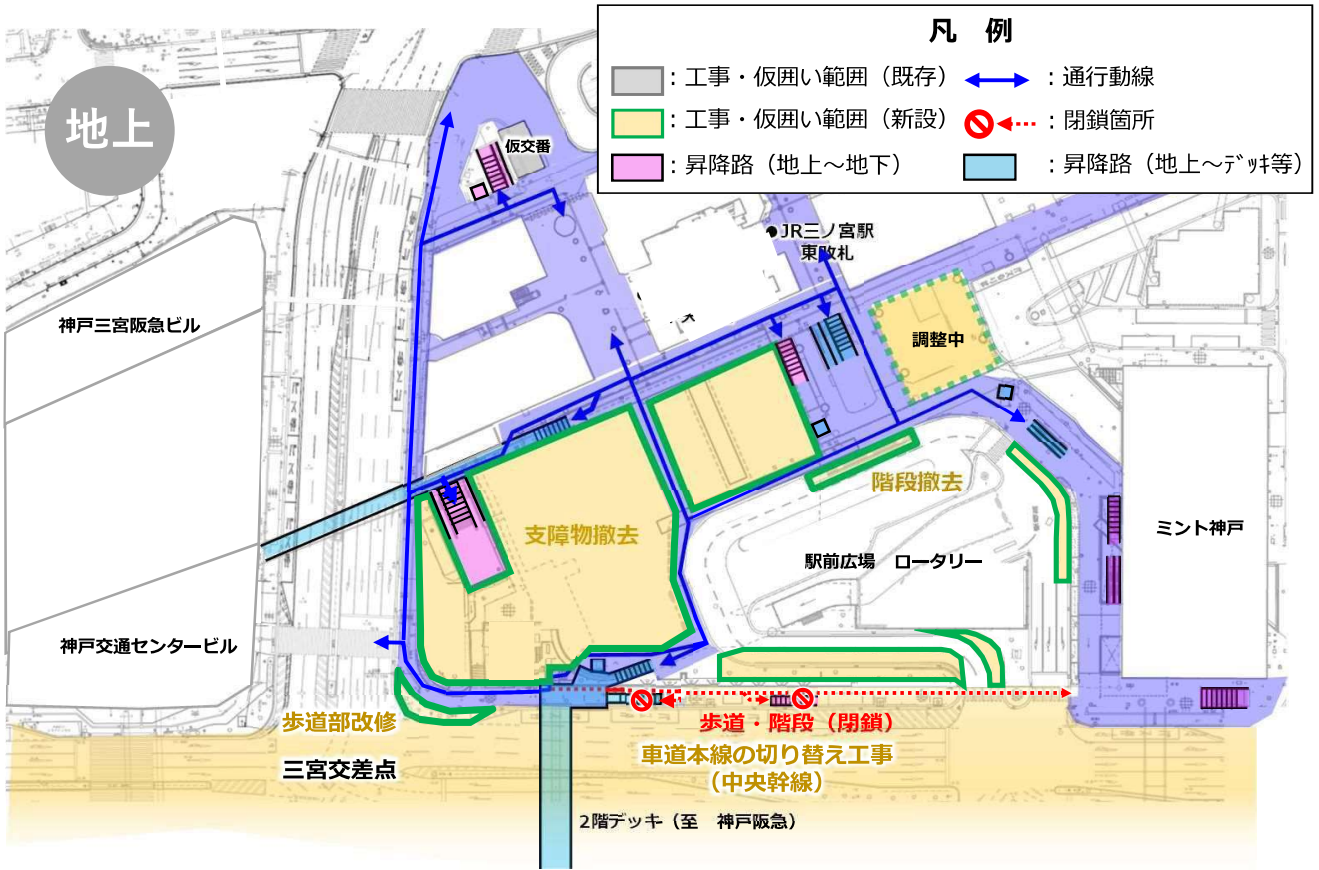 凡 例
：工事・仮囲い範囲（既存）
：通行動線
：工事・仮囲い範囲（新設）
：閉鎖箇所
：昇降路（地上～地下）
：昇降路（地上～ﾃﾞｯｷ等）
地上
仮交番
JR三ノ宮駅
東改札
神戸三宮阪急ビル
調整中
階段撤去
支障物撤去
ミント神戸
駅前広場 ロータリー
神戸交通センタービル
歩道部改修
歩道・階段（閉鎖）
三宮交差点
車道本線の切り替え工事
（中央幹線）
2階デッキ（至 神戸阪急）